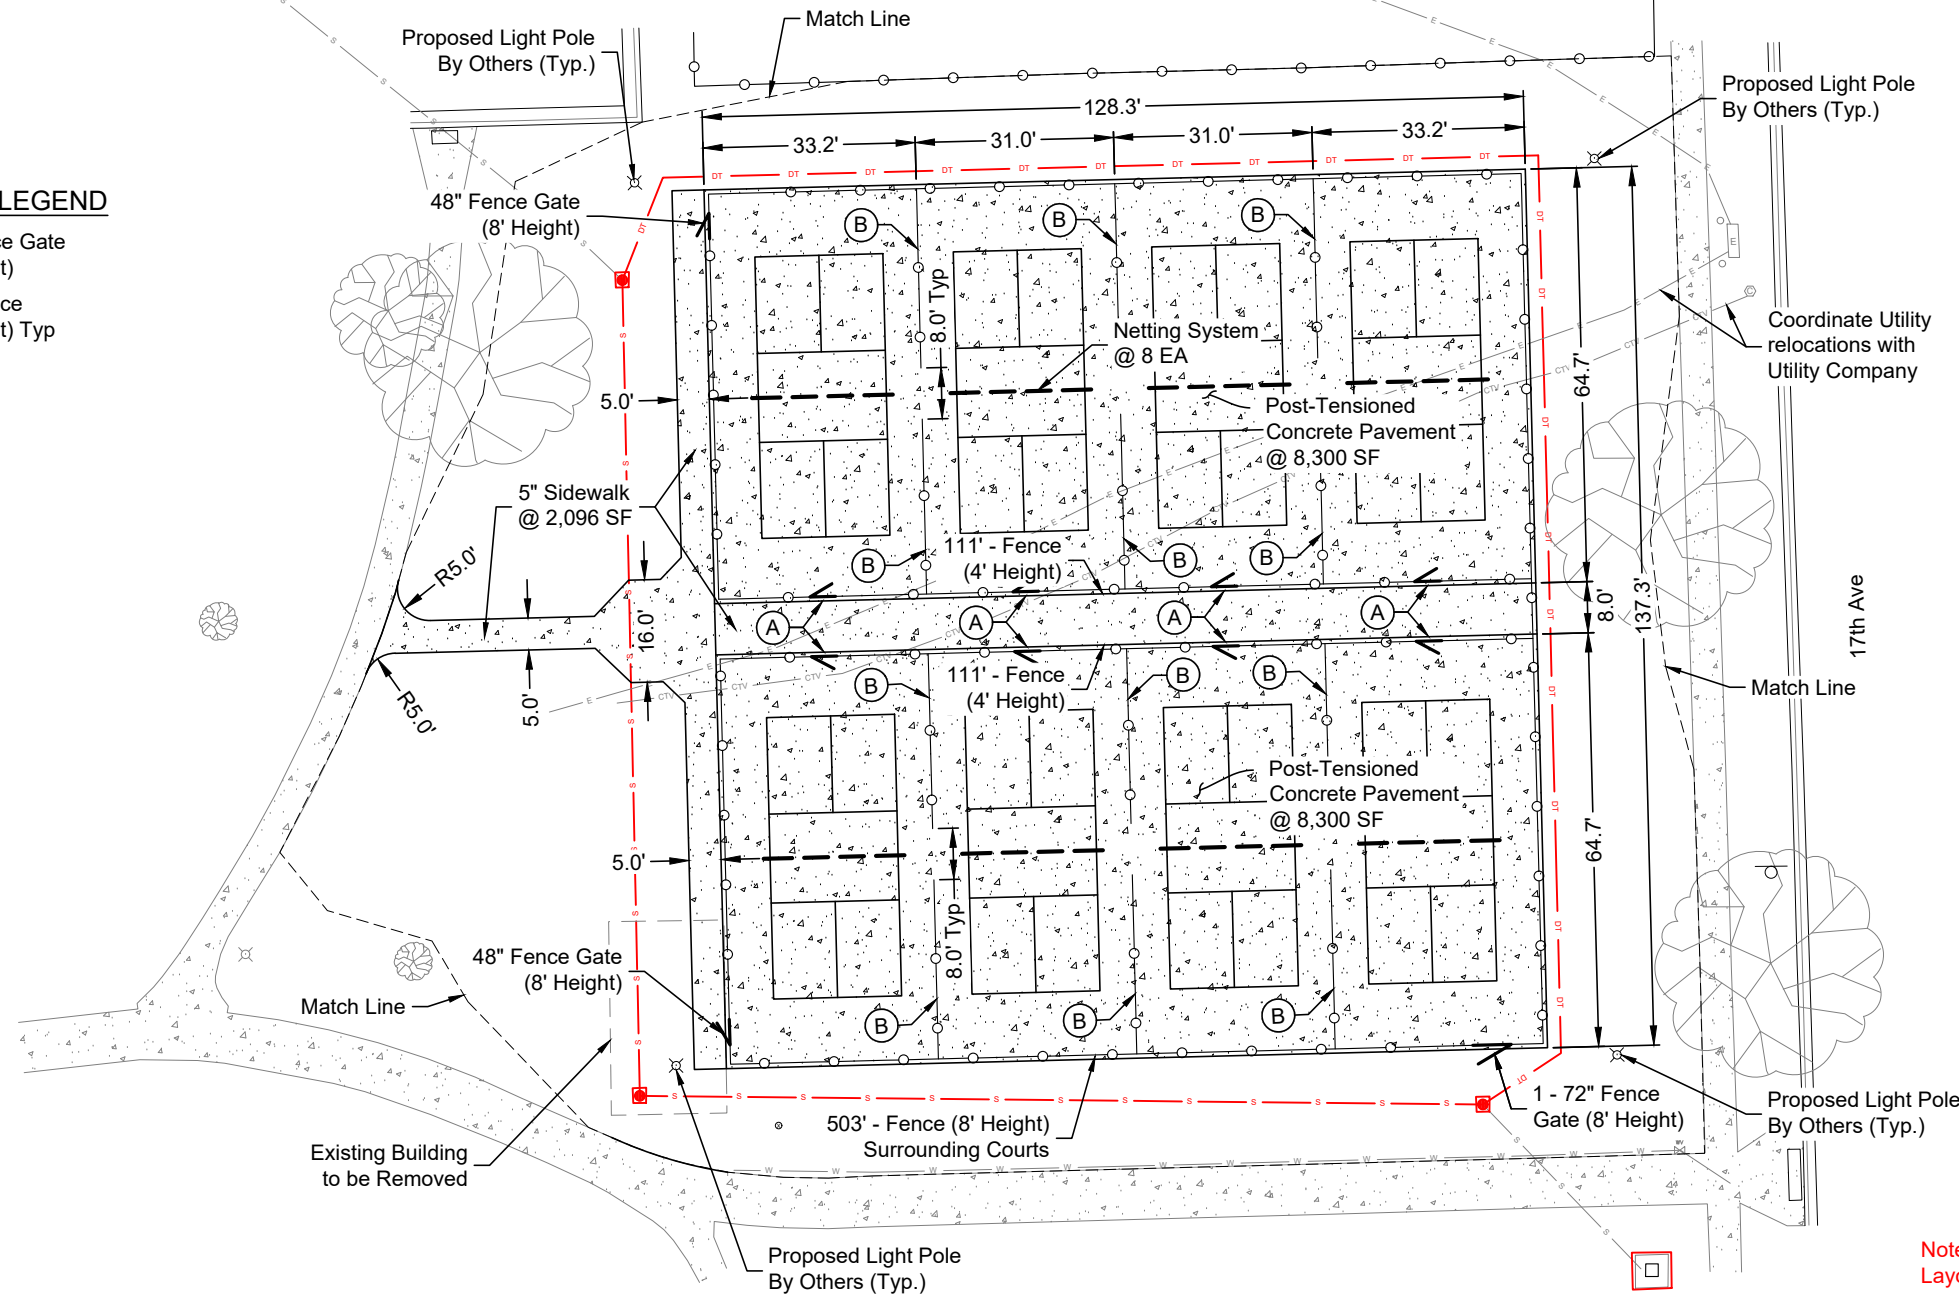 Match Line
Proposed Light Pole
By Others (Typ.)
Proposed Light Pole
By Others (Typ.)
128.3'
33.2'
31.0'
31.0'
33.2'
LEGEND
e Gate
t)
ce
t) Typ
48" Fence Gate
(8' Height)
B
B
B
8.0' Typ
Netting System
@ 8 EA
Coordinate Utility
relocations with
Utility Company
64.7'
5.0'
Post-Tensioned
Concrete Pavement
@ 8,300 SF
5" Sidewalk
@ 2,096 SF
R5.0'
111' - Fence
(4' Height)
B
B
B
16.0'
A
A
A
A
8.0'
137.3'
17th Ave
R5.0'
5.0'
111' - Fence
(4' Height)
B
B
B
Match Line
Post-Tensioned
Concrete Pavement
@ 8,300 SF
64.7'
5.0'
8.0' Typ
48" Fence Gate
(8' Height)
Match Line
B
B
B
503' - Fence (8' Height)
Surrounding Courts
1 - 72" Fence
Gate (8' Height)
Proposed Light Pole
By Others (Typ.)
Existing Building
to be Removed
Proposed Light Pole
By Others (Typ.)
Note
Layo